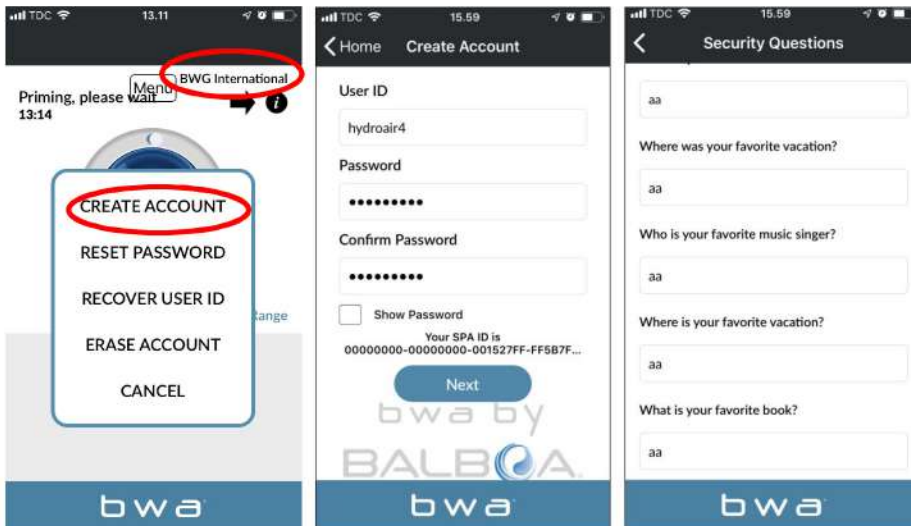 TDC
13.11
BWG International
Menu
Priming, please wait
13:14
CREATE ACCOUNT
RESET PASSWORD
RECOVER USER ID
Range
ERASE ACCOUNT
CANCEL
bwa
TDC
15.59
Home
Create Account
User ID
hydroair4
Password
•••••••••
Confirm Password
•••••••••
Show Password
Your SPA ID is
00000000-00000000-001527FF-FF5B7F...
Next
bwa by
BALBOA
bwa
TDC
15.59
Security Questions
aa
Where was your favorite vacation?
aa
Who is your favorite music singer?
aa
Where is your favorite vacation?
aa
What is your favorite book?
aa
bwa